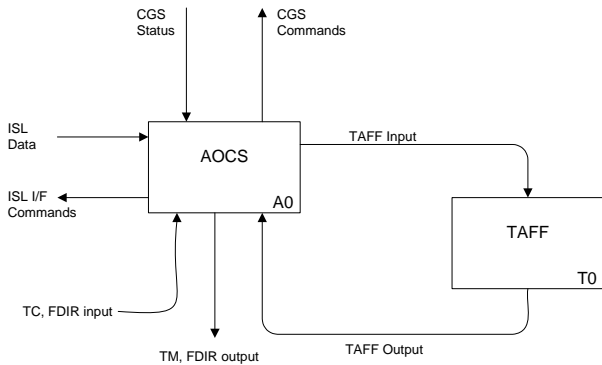 CGS
Status
CGS
Commands
ISL
Data
AOCS
TAFF Input
ISL I/F
Commands
A0
TAFF
T0
TC, FDIR input
TM, FDIR output
TAFF Output